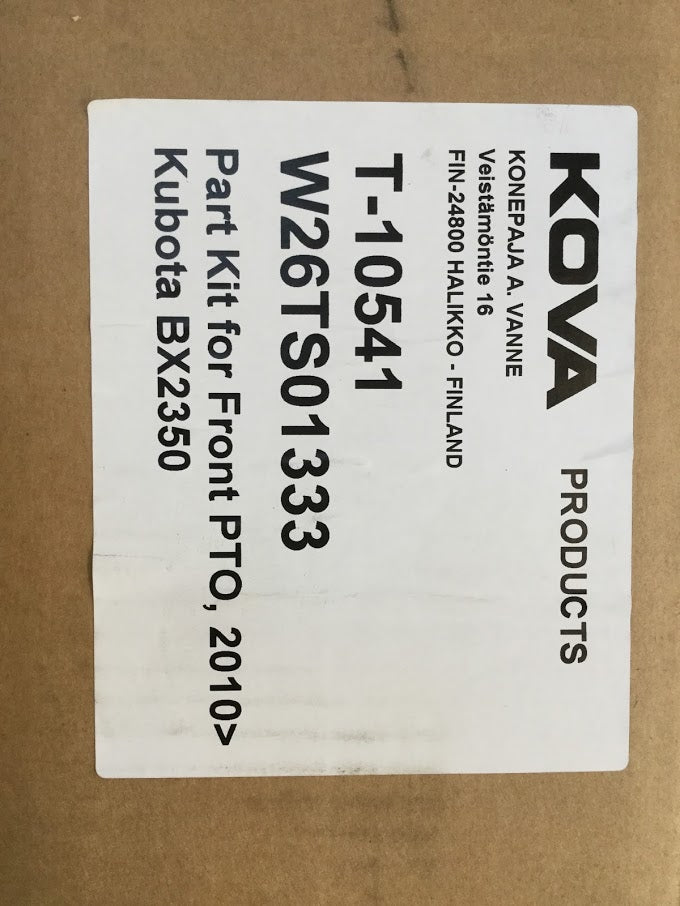 KOVA PRODUCTS
KONEPAJA A. VANNE
Veistämöntie 16
FIN-24800 HALIKKO - FINLAND
T-10541
W26TS01333
Part Kit for Front PTO, 2010>
Kubota BX2350